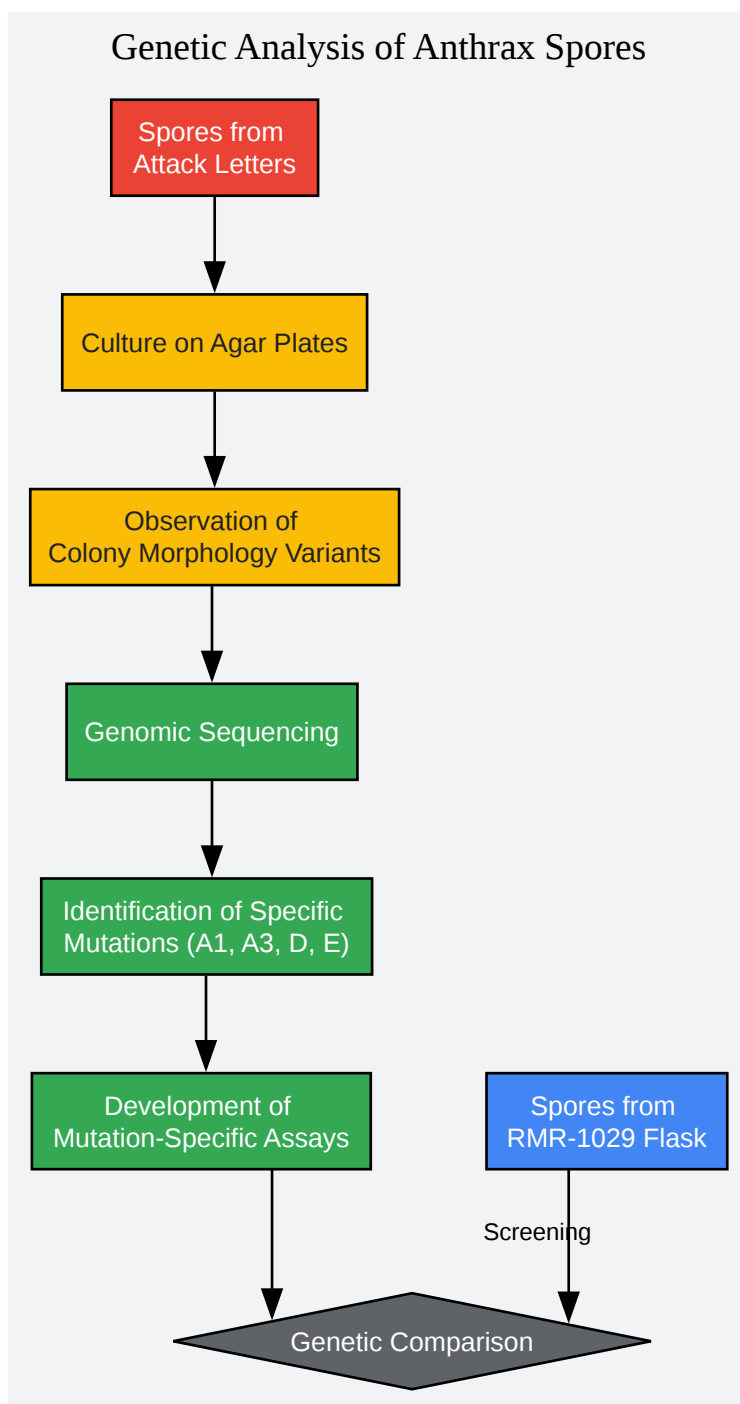 Genetic Analysis of Anthrax Spores
Spores from
Attack Letters
Culture on Agar Plates
Observation of
Colony Morphology Variants
Genomic Sequencing
Identification of Specific
Mutations (A1, A3, D, E)
Development of
Mutation-Specific Assays
Spores from
RMR-1029 Flask
Screening
Genetic Comparison